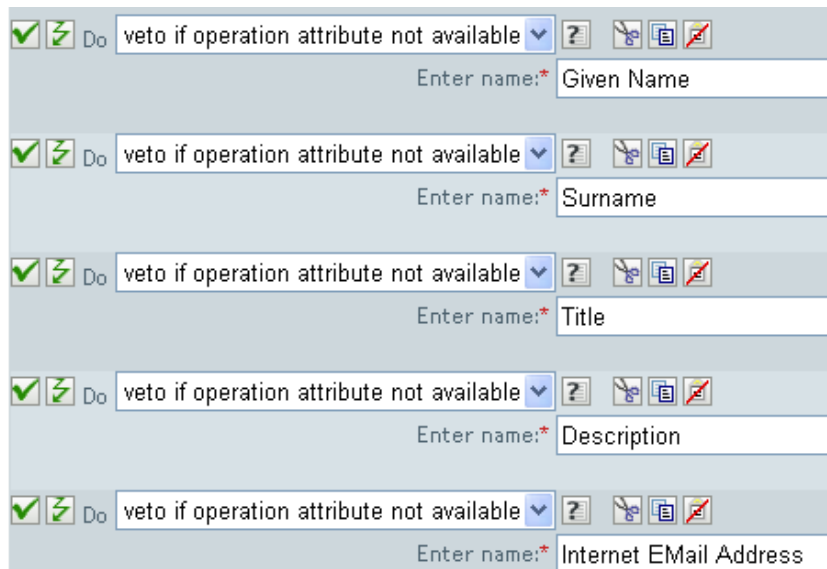 Do veto if operation attribute not available ?
Enter name:* Given Name
Do veto if operation attribute not available ?
Enter name:* Surname
Do veto if operation attribute not available ?
Enter name:* Title
Do veto if operation attribute not available ?
Enter name:* Description
Do veto if operation attribute not available ?
Enter name:* Internet EMail Address